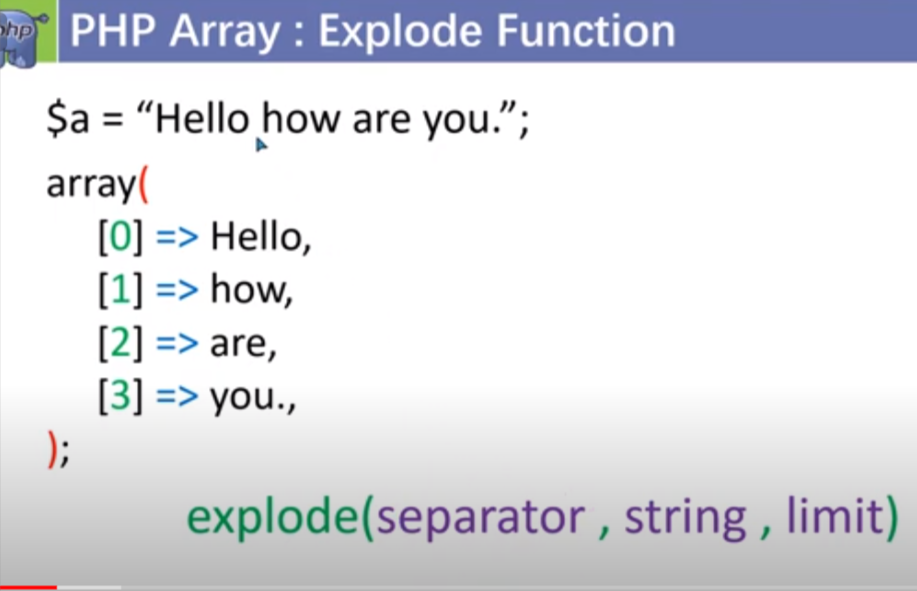 php
PHP Array : Explode Function
$a = “Hello how are you.”;
array(
[0] => Hello,
[1] => how,
[2] => are,
[3] => you.,
);
explode(separator , string , limit)